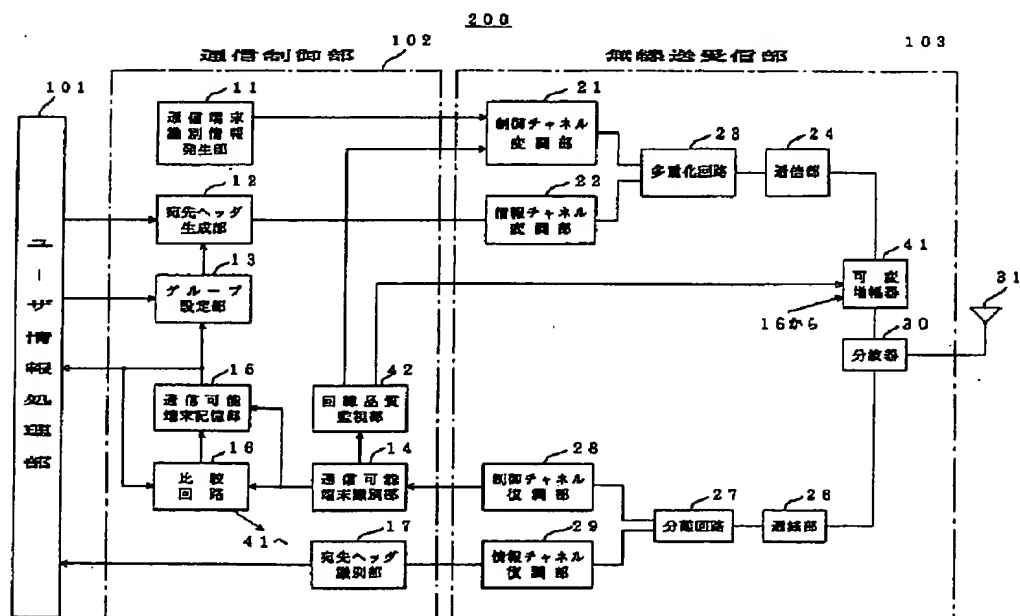 200
通信制御部
102
無線送受信部
103
101
ユーザ情報処理部
11
通信端末
識別情報
発生部
12
宛先ヘッダ
生成部
13
グループ
設定部
15
通信可能
端末記憶部
16
比較
回路
41へ
42
回線品質
監視部
14
通信可能
端末識別部
17
宛先ヘッダ
識別部
21
制御チャネル
変調部
22
情報チャネル
変調部
23
多重化回路
24
41
可変
増幅器
16から
30
分波器
31
28
制御チャネル
復調部
29
情報チャネル
復調部
27
分離回路
26